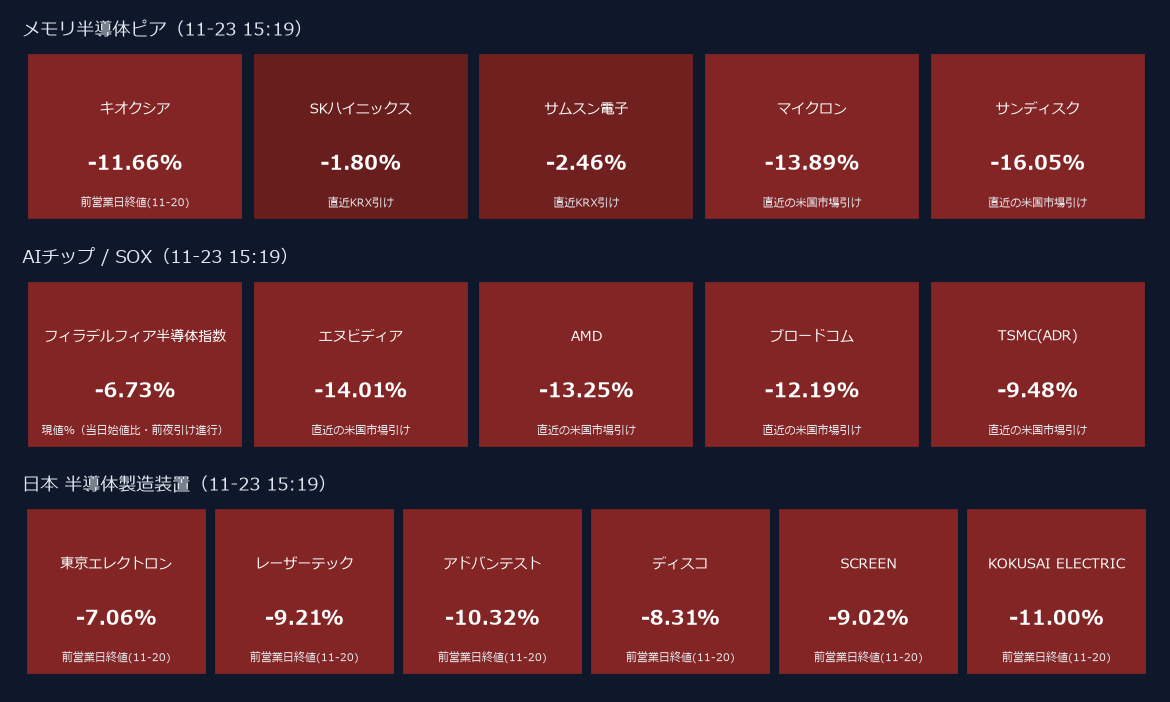 メモリ半導体ピア（11-23 15:19）
キオクシア
-11.66%
前営業日終値(11-20)
SKハイニックス
-1.80%
直近KRX引け
サムスン電子
-2.46%
直近KRX引け
マイクロン
-13.89%
直近の米国市場引け
サンディスク
-16.05%
直近の米国市場引け
AIチップ / SOX（11-23 15:19）
フィラデルフィア半導体指数
-6.73%
現値%（当日始値比・前夜引け進行）
エヌビディア
-14.01%
直近の米国市場引け
AMD
-13.25%
直近の米国市場引け
ブロードコム
-12.19%
直近の米国市場引け
TSMC(ADR)
-9.48%
直近の米国市場引け
日本 半導体製造装置（11-23 15:19）
東京エレクトロン
-7.06%
前営業日終値(11-20)
レーザーテック
-9.21%
前営業日終値(11-20)
アドバンテスト
-10.32%
前営業日終値(11-20)
ディスコ
-8.31%
前営業日終値(11-20)
SCREEN
-9.02%
前営業日終値(11-20)
KOKUSAI ELECTRIC
-11.00%
前営業日終値(11-20)